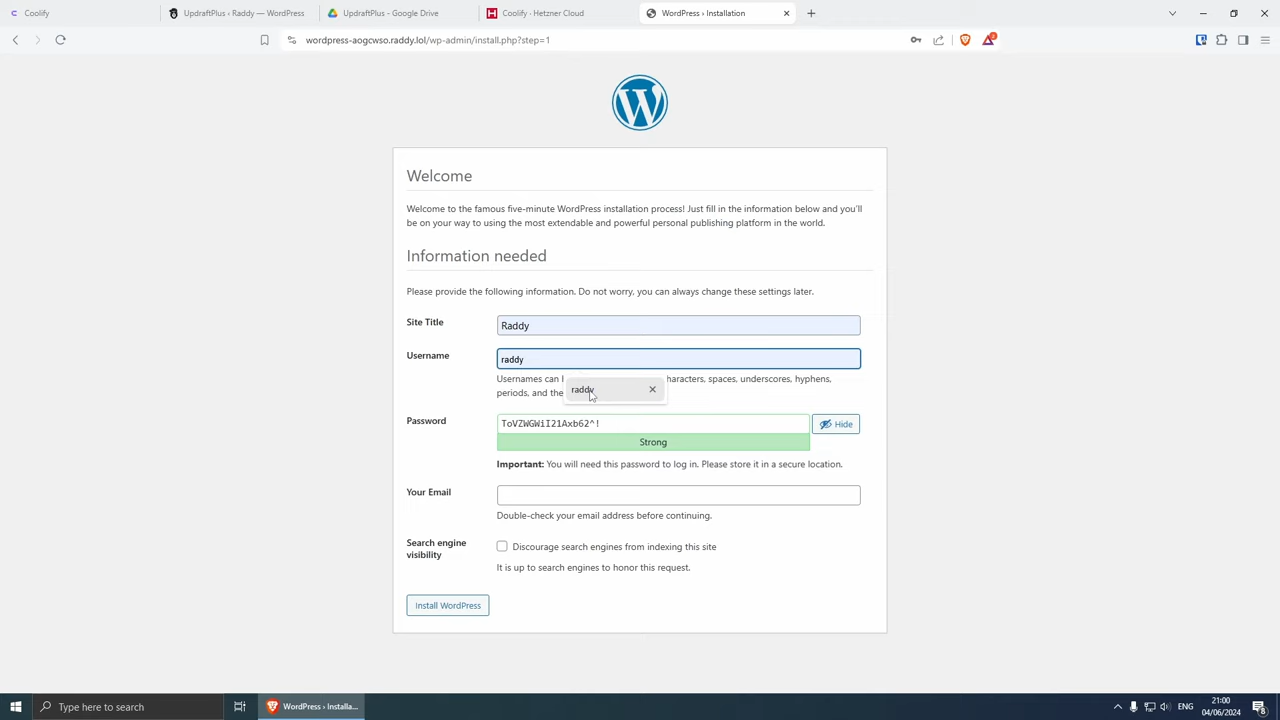 Coolify
UpdraftPlus ‹ Raddy — WordPress
UpdraftPlus - Google Drive
Coolify · Hetzner Cloud
WordPress › Installation
wordpress-aogcwso.raddy.lol/wp-admin/install.php?step=1
Welcome
Welcome to the famous five-minute WordPress installation process! Just fill in the information below and you'll
be on your way to using the most extendable and powerful personal publishing platform in the world.
Information needed
Please provide the following information. Do not worry, you can always change these settings later.
Site Title
Raddy
Username
raddy
Usernames can haracters, spaces, underscores, hyphens,
raddy
periods, and the
Password
ToVZWGWiI21Axb62^!
Hide
Strong
Important: You will need this password to log in. Please store it in a secure location.
Your Email
Double-check your email address before continuing.
Search engine
visibility
Discourage search engines from indexing this site
It is up to search engines to honor this request.
Install WordPress
Type here to search
WordPress › Installa...
ENG
21:00
04/06/2024
8